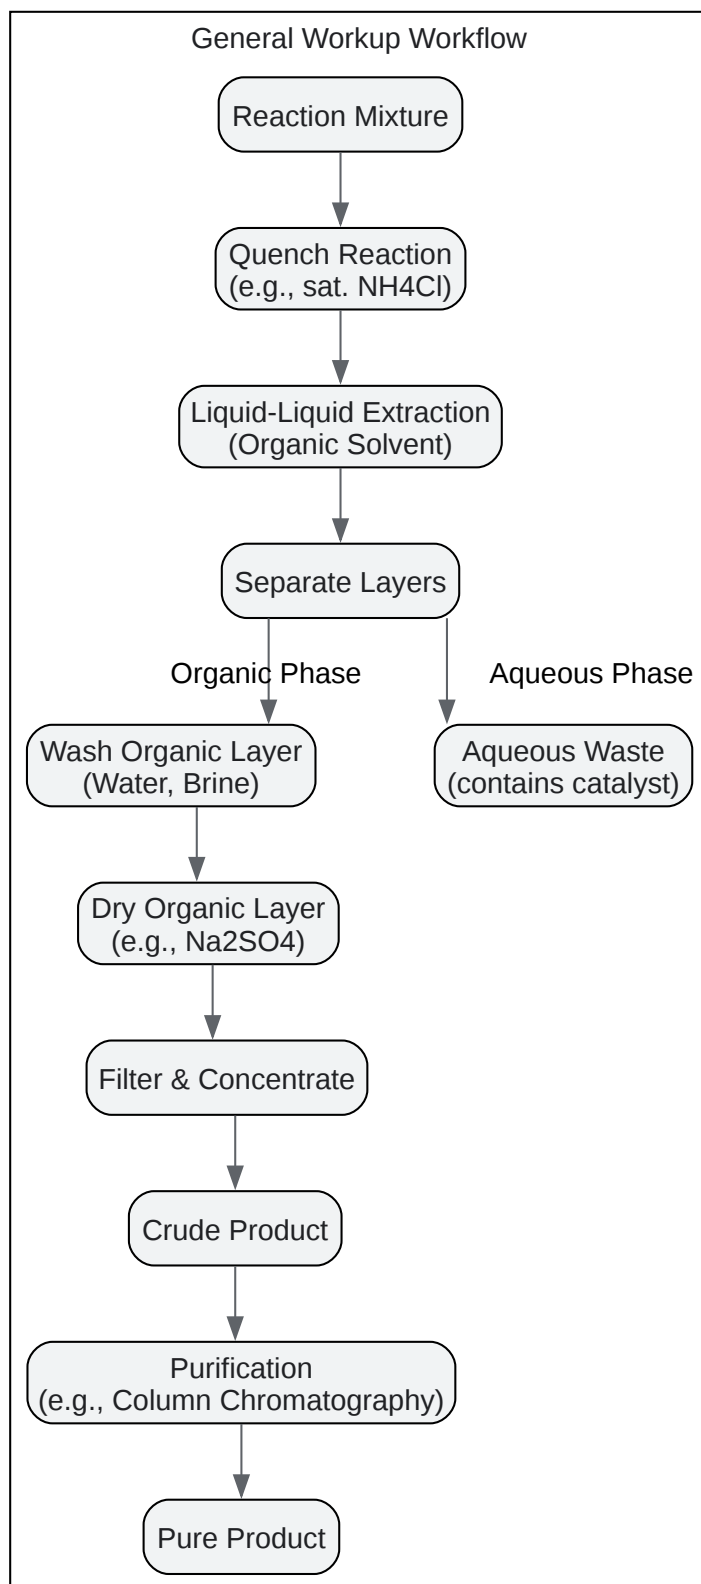 General Workup Workflow
Reaction Mixture
Quench Reaction
(e.g., sat. NH4Cl)
Liquid-Liquid Extraction
(Organic Solvent)
Separate Layers
Organic Phase
Aqueous Phase
Wash Organic Layer
(Water, Brine)
Aqueous Waste
(contains catalyst)
Dry Organic Layer
(e.g., Na2SO4)
Filter & Concentrate
Crude Product
Purification
(e.g., Column Chromatography)
Pure Product